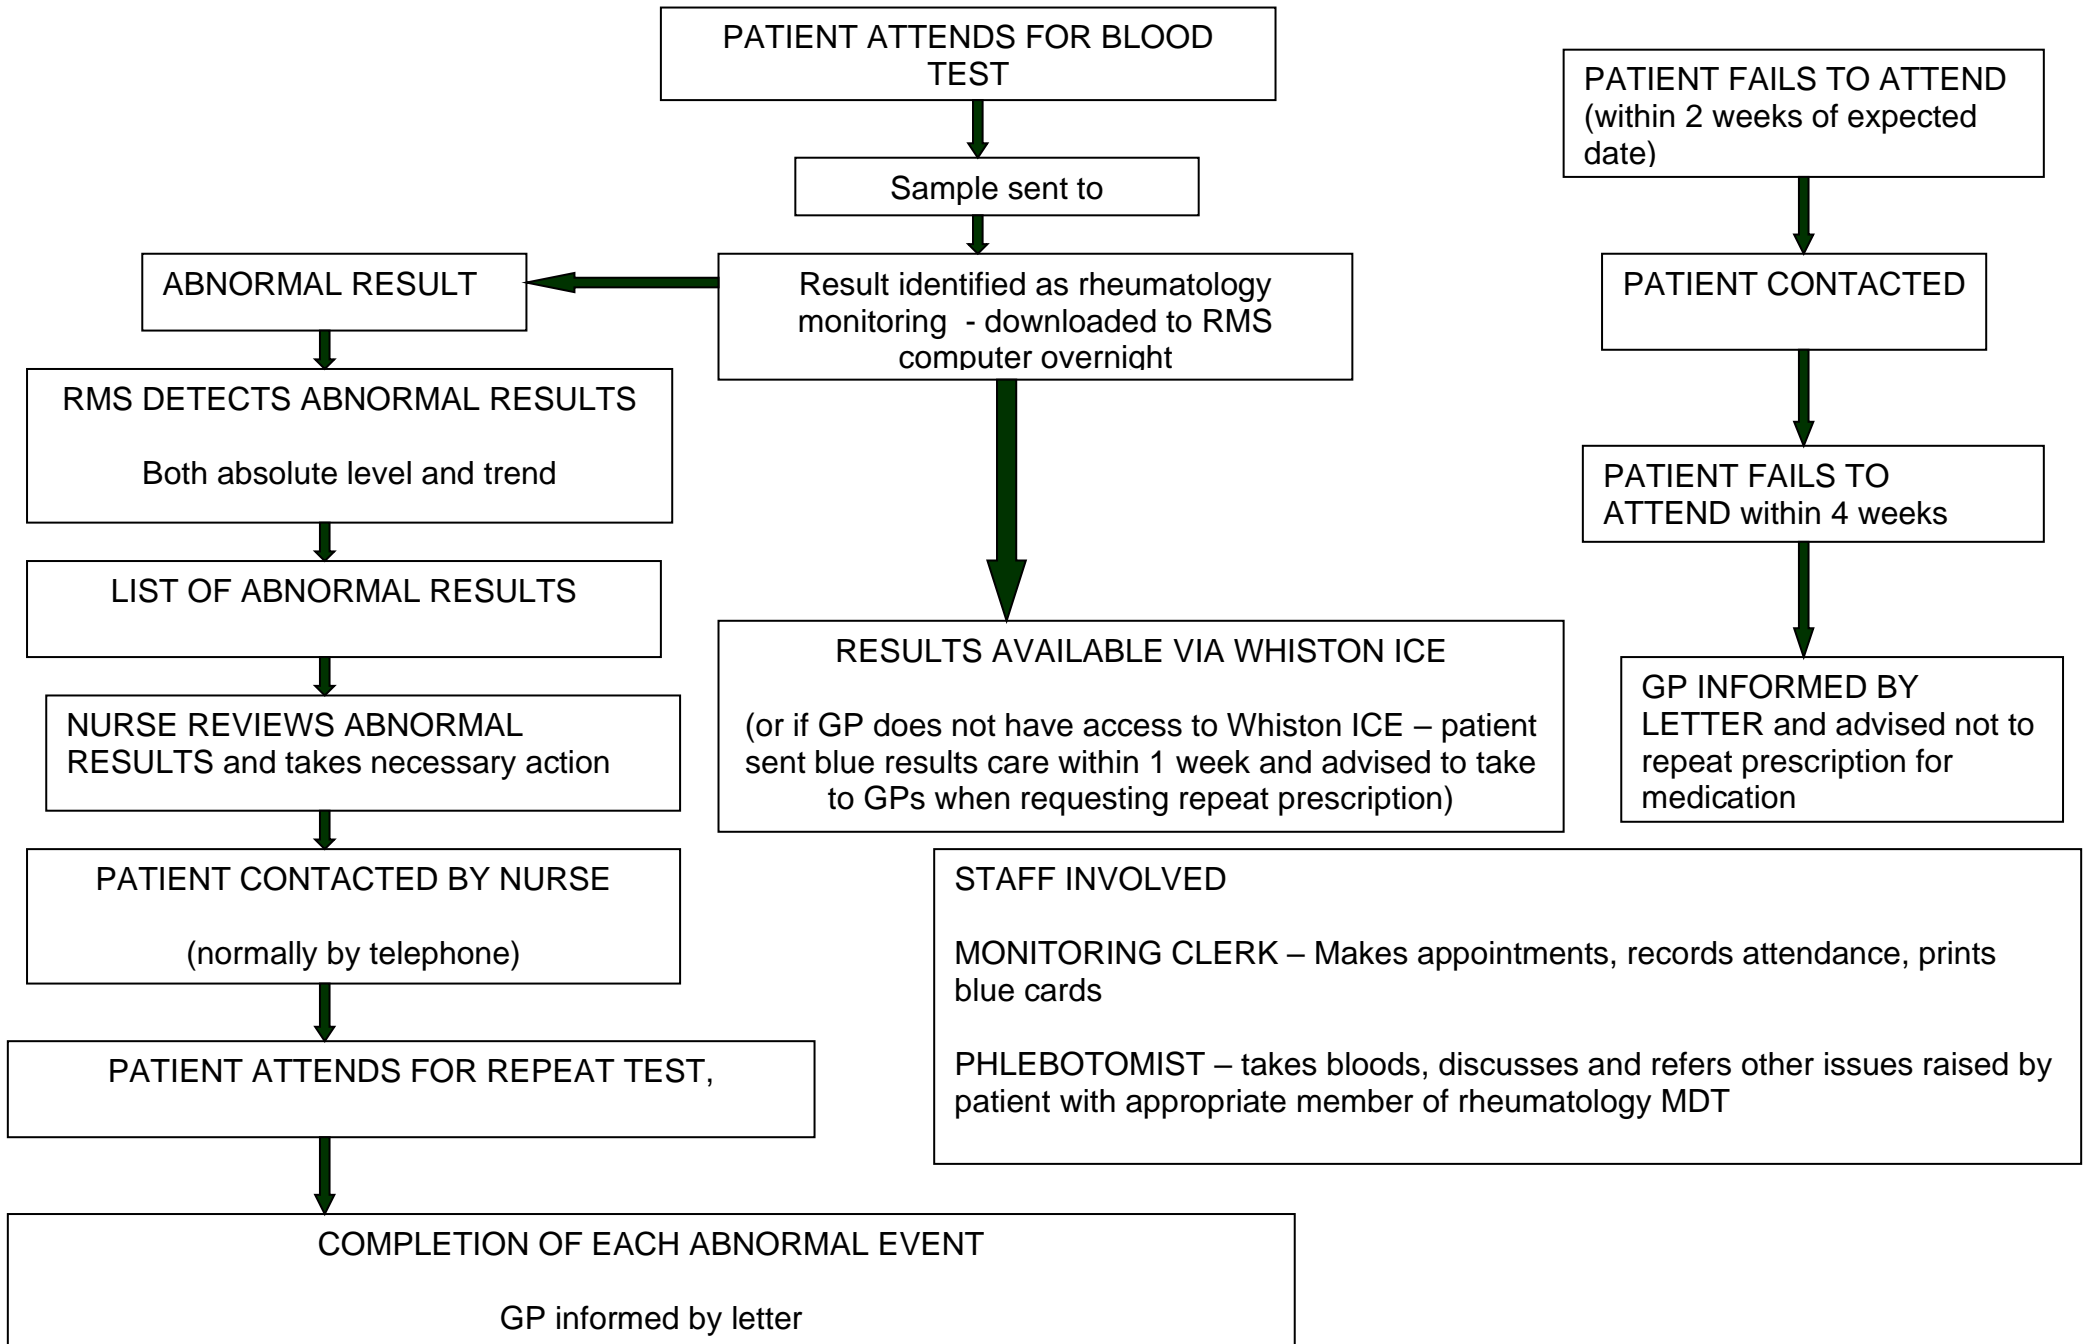 PATIENT ATTENDS FOR BLOOD
TEST
Sample sent to
Result identified as rheumatology
monitoring  - downloaded to RMS
computer overnight
ABNORMAL RESULT
RMS DETECTS ABNORMAL RESULTS
Both absolute level and trend
LIST OF ABNORMAL RESULTS
NURSE REVIEWS ABNORMAL
RESULTS and takes necessary action
PATIENT CONTACTED BY NURSE
(normally by telephone)
PATIENT ATTENDS FOR REPEAT TEST,
COMPLETION OF EACH ABNORMAL EVENT
GP informed by letter
RESULTS AVAILABLE VIA WHISTON ICE
(or if GP does not have access to Whiston ICE – patient
sent blue results care within 1 week and advised to take
to GPs when requesting repeat prescription)
PATIENT FAILS TO ATTEND
(within 2 weeks of expected
date)
PATIENT CONTACTED
PATIENT FAILS TO
ATTEND within 4 weeks
GP INFORMED BY
LETTER and advised not to
repeat prescription for
medication
STAFF INVOLVED
MONITORING CLERK – Makes appointments, records attendance, prints
blue cards
PHLEBOTOMIST – takes bloods, discusses and refers other issues raised by
patient with appropriate member of rheumatology MDT